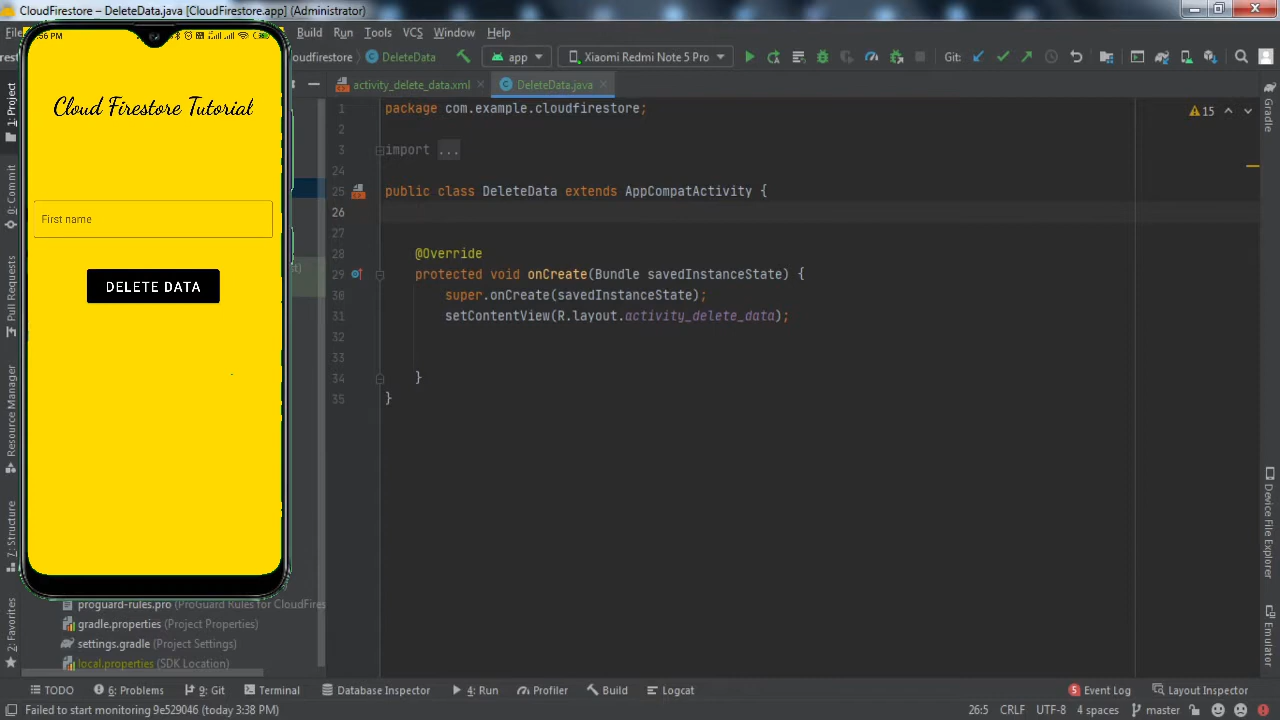 CloudFirestore – DeleteData.java [CloudFirestore.app] (Administrator)
Build Run Tools VCS Window Help
DeleteData
app
Xiaomi Redmi Note 5 Pro
Git:
activity_delete_data.xml
DeleteData.java
1: Project
0: Commit
Pull Requests
Resource Manager
7: Structure
2: Favorites
Cloud Firestore Tutorial
First name
DELETE DATA
1 package com.example.cloudfirestore;
2
3 import ...
24
25 public class DeleteData extends AppCompatActivity {
26
27
28 @Override
29 protected void onCreate(Bundle savedInstanceState) {
30 super.onCreate(savedInstanceState);
31 setContentView(R.layout.activity_delete_data);
32
33
34 }
35 }
15
Gradle
Device File Explorer
Emulator
proguard-rules.pro (ProGuard Rules for CloudFires
gradle.properties (Project Properties)
settings.gradle (Project Settings)
local.properties (SDK Location)
TODO 6: Problems 9: Git Terminal Database Inspector 4: Run Profiler Build Logcat 5 Event Log Layout Inspector
Failed to start monitoring 9e529046 (today 3:38 PM) 26:5 CRLF UTF-8 4 spaces master